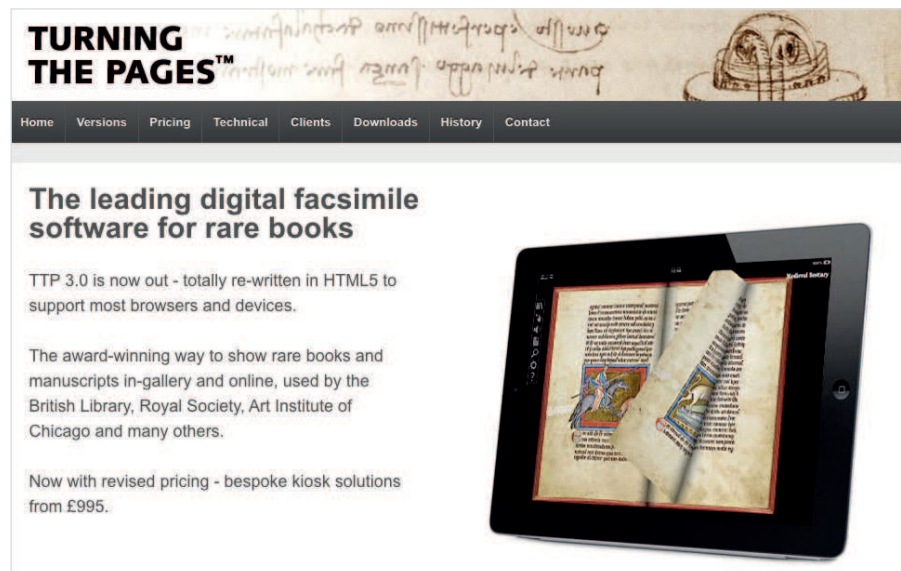 TURNING
THE PAGES™
Home Versions Pricing Technical Clients Downloads History Contact
The leading digital facsimile
software for rare books
TTP 3.0 is now out - totally re-written in HTML5 to
support most browsers and devices.
The award-winning way to show rare books and
manuscripts in-gallery and online, used by the
British Library, Royal Society, Art Institute of
Chicago and many others.
Now with revised pricing - bespoke kiosk solutions
from £995.
Medieval Bestiary